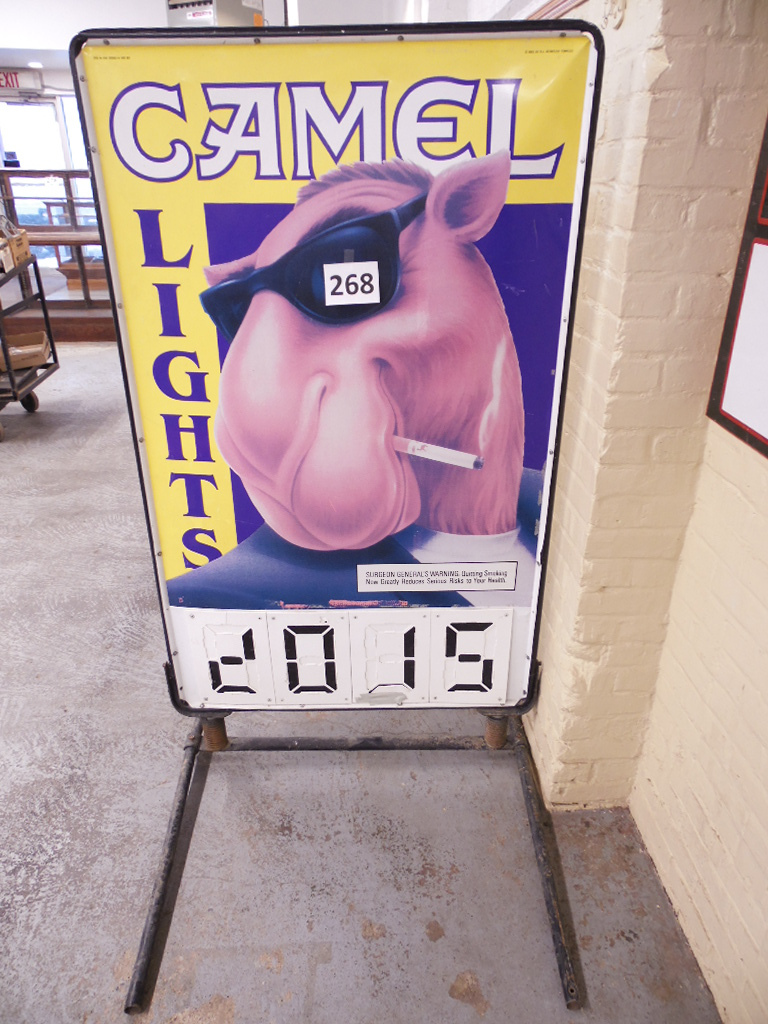 EXIT
CAMEL
LIGHTS
268
SURGEON GENERAL'S WARNING: Quitting Smoking
Now Greatly Reduces Serious Risks to Your Health.
2015